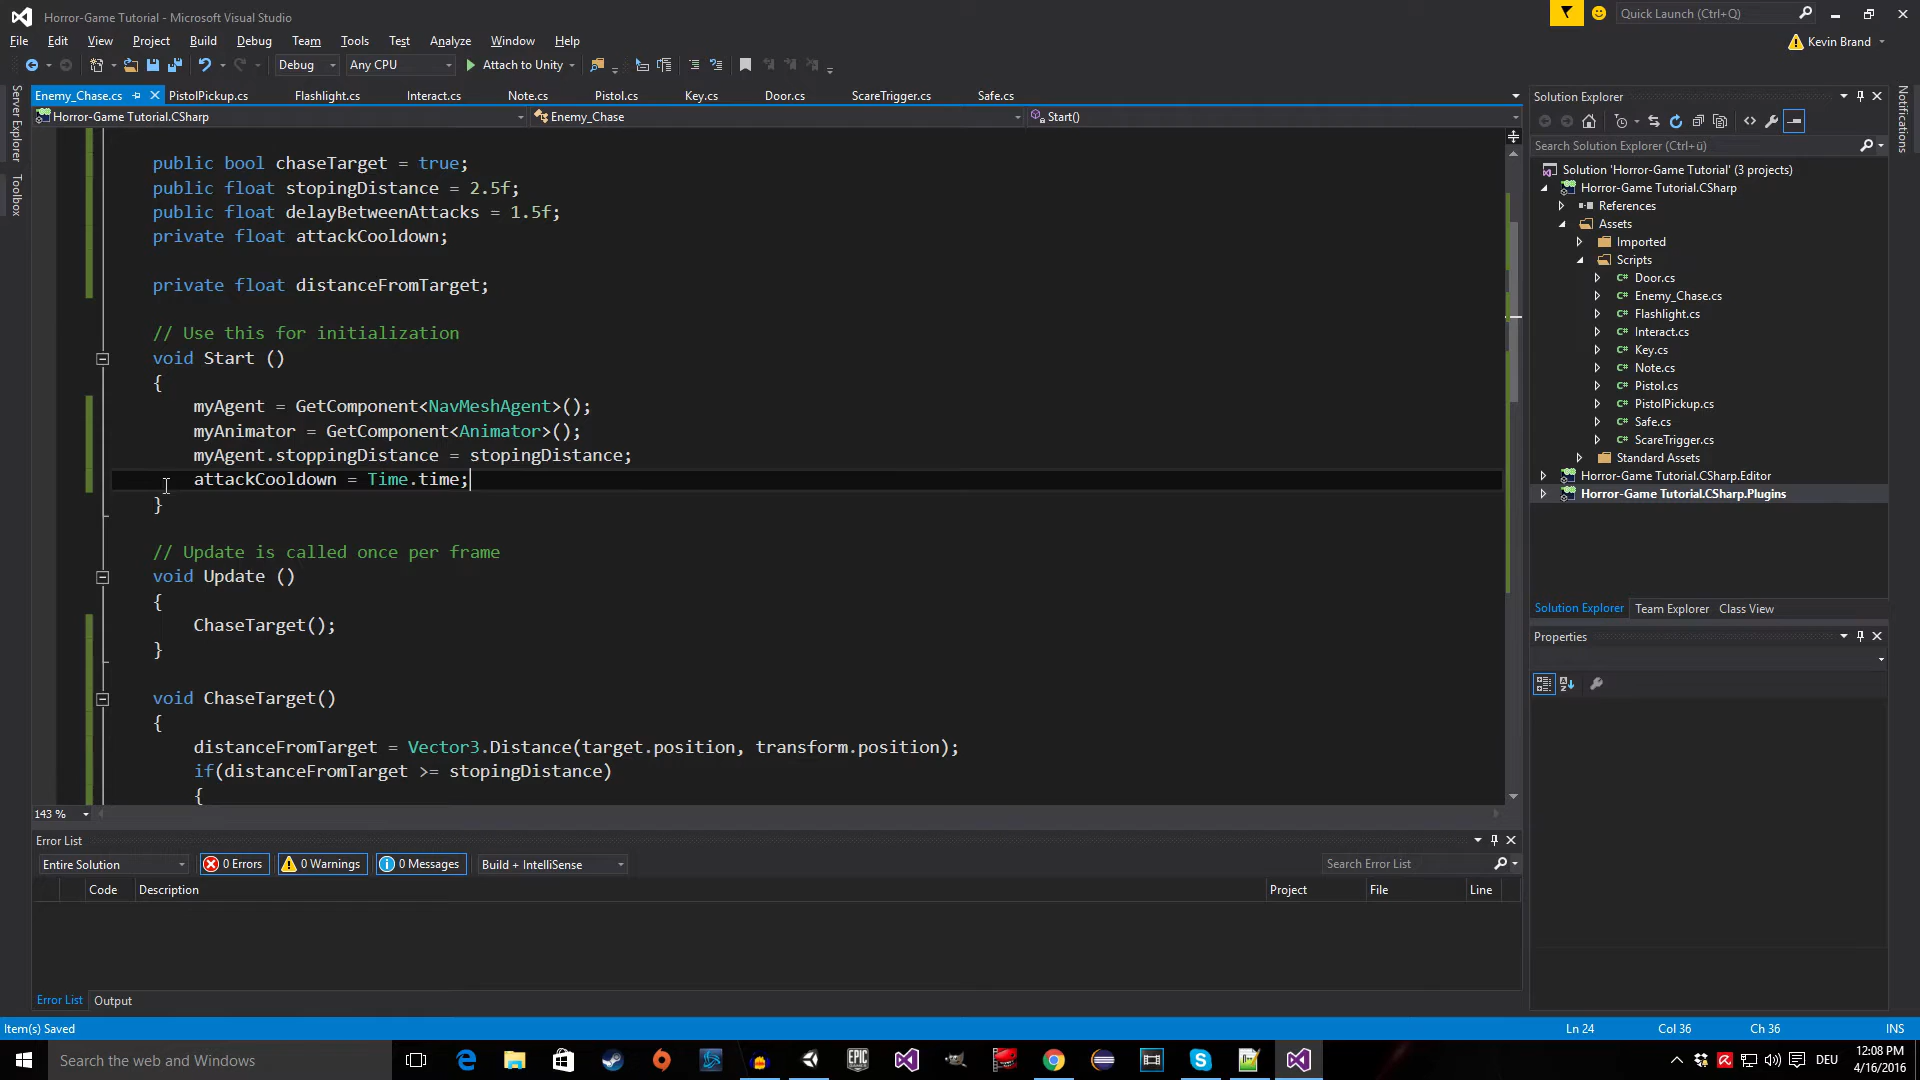 Horror-Game Tutorial - Microsoft Visual Studio
Quick Launch (Ctrl+Q)
File Edit View Project Build Debug Team Tools Test Analyze Window Help
Kevin Brand
Debug Any CPU Attach to Unity
Enemy_Chase.cs PistolPickup.cs Flashlight.cs Interact.cs Note.cs Pistol.cs Key.cs Door.cs ScareTrigger.cs Safe.cs
Horror-Game Tutorial.CSharp Enemy_Chase Start()
Server Explorer
Toolbox
public bool chaseTarget = true;
public float stopingDistance = 2.5f;
public float delayBetweenAttacks = 1.5f;
private float attackCooldown;
private float distanceFromTarget;
// Use this for initialization
void Start ()
{
myAgent = GetComponent<NavMeshAgent>();
myAnimator = GetComponent<Animator>();
myAgent.stoppingDistance = stopingDistance;
attackCooldown = Time.time;
}
// Update is called once per frame
void Update ()
{
ChaseTarget();
}
void ChaseTarget()
{
distanceFromTarget = Vector3.Distance(target.position, transform.position);
if(distanceFromTarget >= stopingDistance)
{
143 %
Solution Explorer
Search Solution Explorer (Ctrl+ü)
Solution 'Horror-Game Tutorial' (3 projects)
Horror-Game Tutorial.CSharp
References
Assets
Imported
Scripts
C# Door.cs
C# Enemy_Chase.cs
C# Flashlight.cs
C# Interact.cs
C# Key.cs
C# Note.cs
C# Pistol.cs
C# PistolPickup.cs
C# Safe.cs
C# ScareTrigger.cs
Standard Assets
Horror-Game Tutorial.CSharp.Editor
Horror-Game Tutorial.CSharp.Plugins
Solution Explorer Team Explorer Class View
Properties
Notifications
Error List
Entire Solution 0 Errors 0 Warnings 0 Messages Build + IntelliSense Search Error List
Code Description Project File Line
Error List Output
Item(s) Saved Ln 24 Col 36 Ch 36 INS
Search the web and Windows
EPIC GAMES
DEU
12:08 PM
4/16/2016